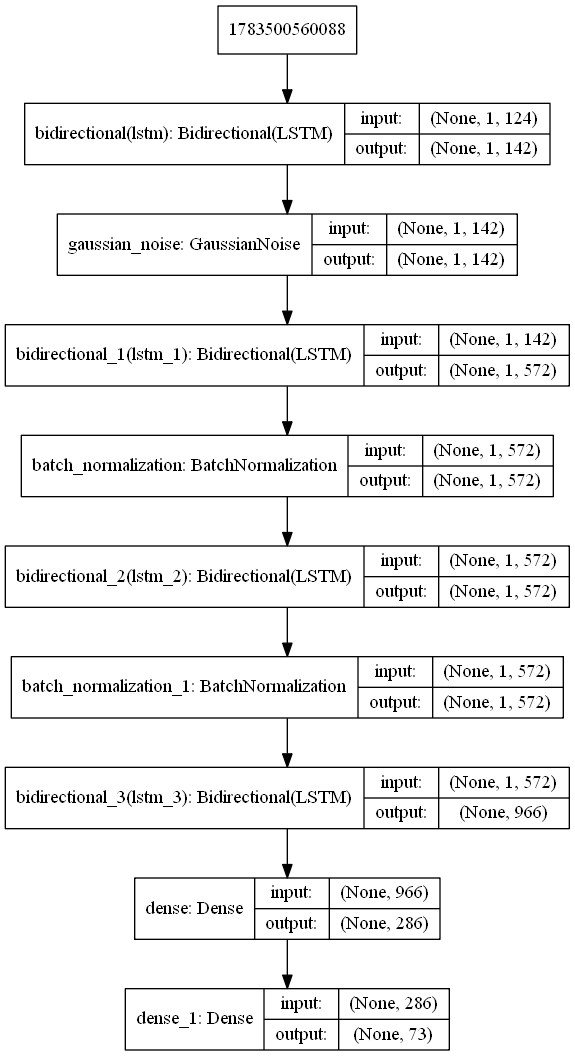 1783500560088
bidirectional(lstm): Bidirectional(LSTM)
input: (None, 1, 124)
output: (None, 1, 142)
gaussian_noise: GaussianNoise
input: (None, 1, 142)
output: (None, 1, 142)
bidirectional_1(lstm_1): Bidirectional(LSTM)
input: (None, 1, 142)
output: (None, 1, 572)
batch_normalization: BatchNormalization
input: (None, 1, 572)
output: (None, 1, 572)
bidirectional_2(lstm_2): Bidirectional(LSTM)
input: (None, 1, 572)
output: (None, 1, 572)
batch_normalization_1: BatchNormalization
input: (None, 1, 572)
output: (None, 1, 572)
bidirectional_3(lstm_3): Bidirectional(LSTM)
input: (None, 1, 572)
output: (None, 966)
dense: Dense
input: (None, 966)
output: (None, 286)
dense_1: Dense
input: (None, 286)
output: (None, 73)